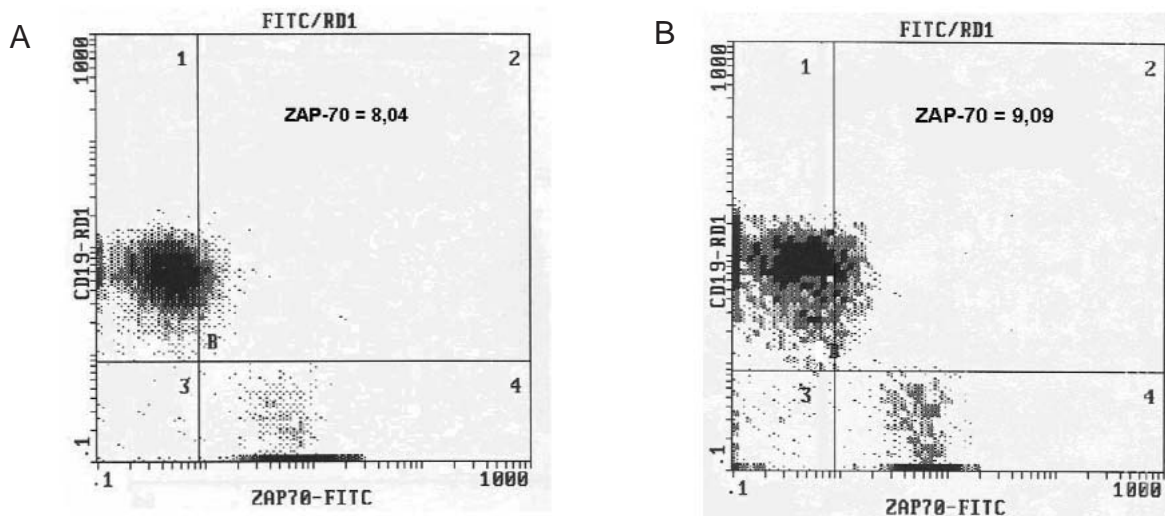 A
FITC/RD1
1000
1
2
ZAP-70 = 8,04
CD19-RD1
B
3
4
.1
.1
1000
ZAP70-FITC
B
FITC/RD1
1000
1
2
ZAP-70 = 9,09
CD19-RD1
3
4
.1
.1
1000
ZAP70-FITC